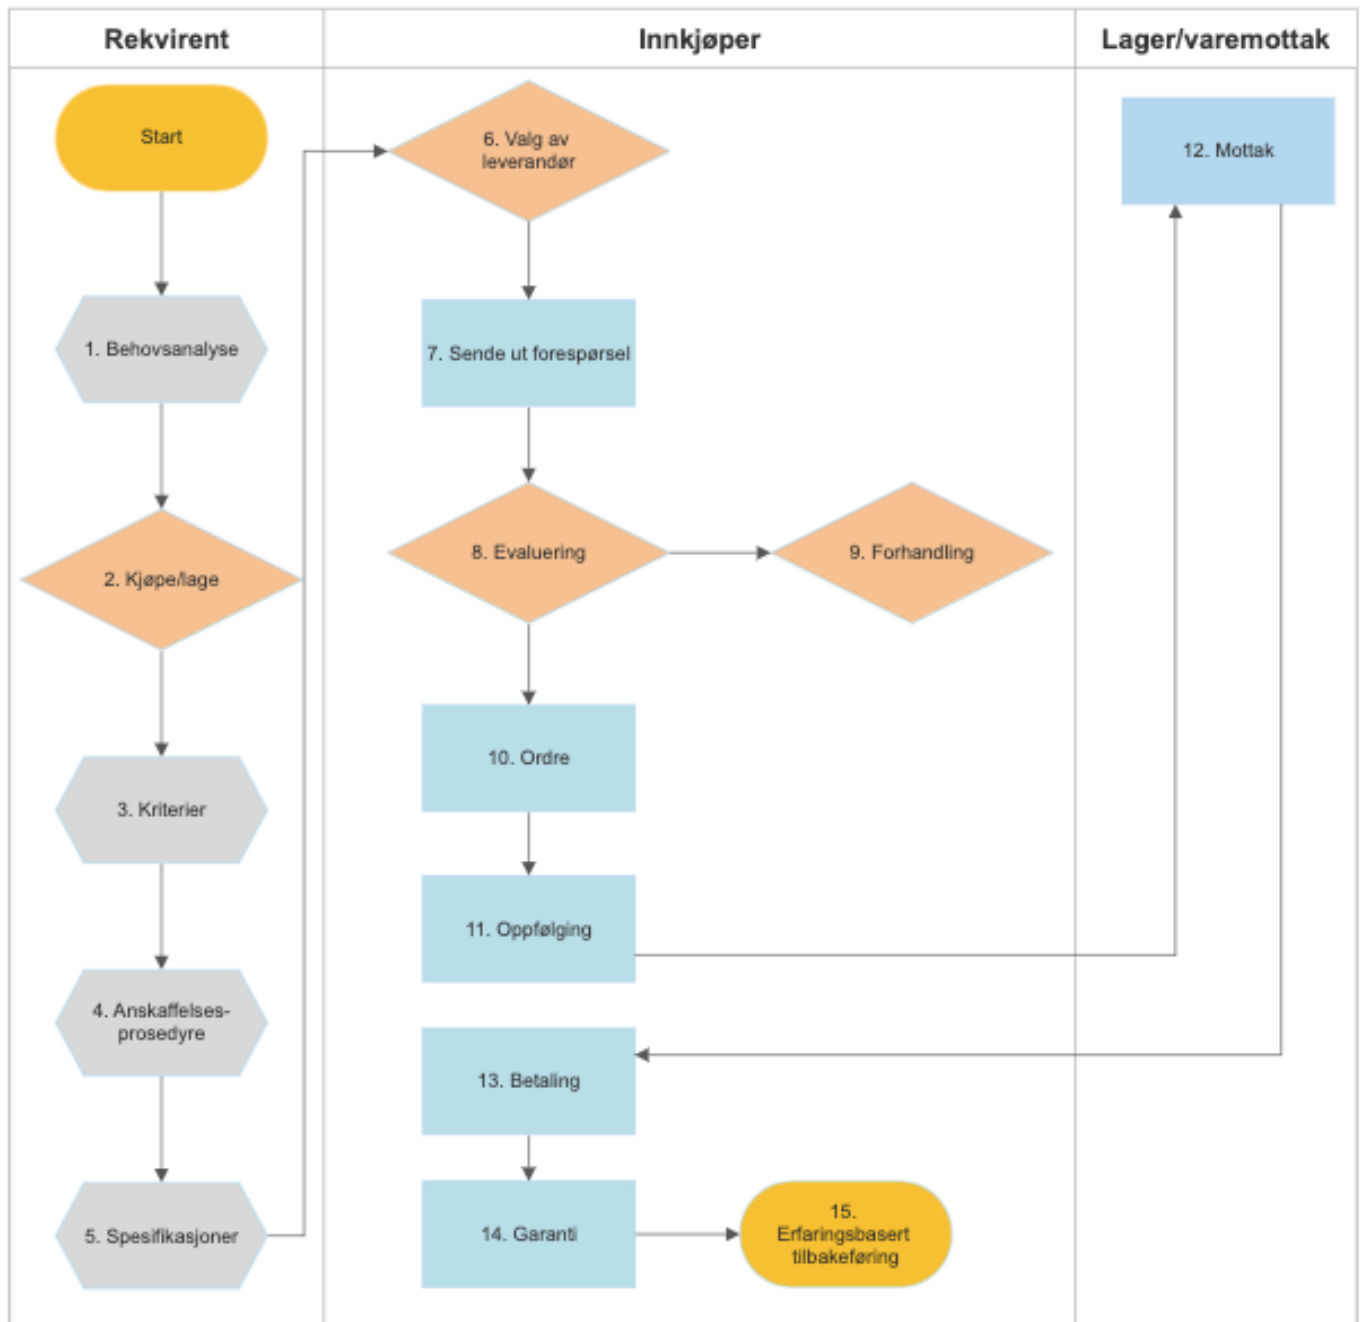 Rekvirent
Innkjøper
Lager/varemottak
Start
1. Behovsanalyse
2. Kjøpe/lage
3. Kriterier
4. Anskaffelses-
prosedyre
5. Spesifikasjoner
6. Valg av
leverandør
7. Sende ut forespørsel
8. Evaluering
9. Forhandling
10. Ordre
11. Oppfølging
12. Mottak
13. Betaling
14. Garanti
15.
Erfaringsbasert
tilbakeføring